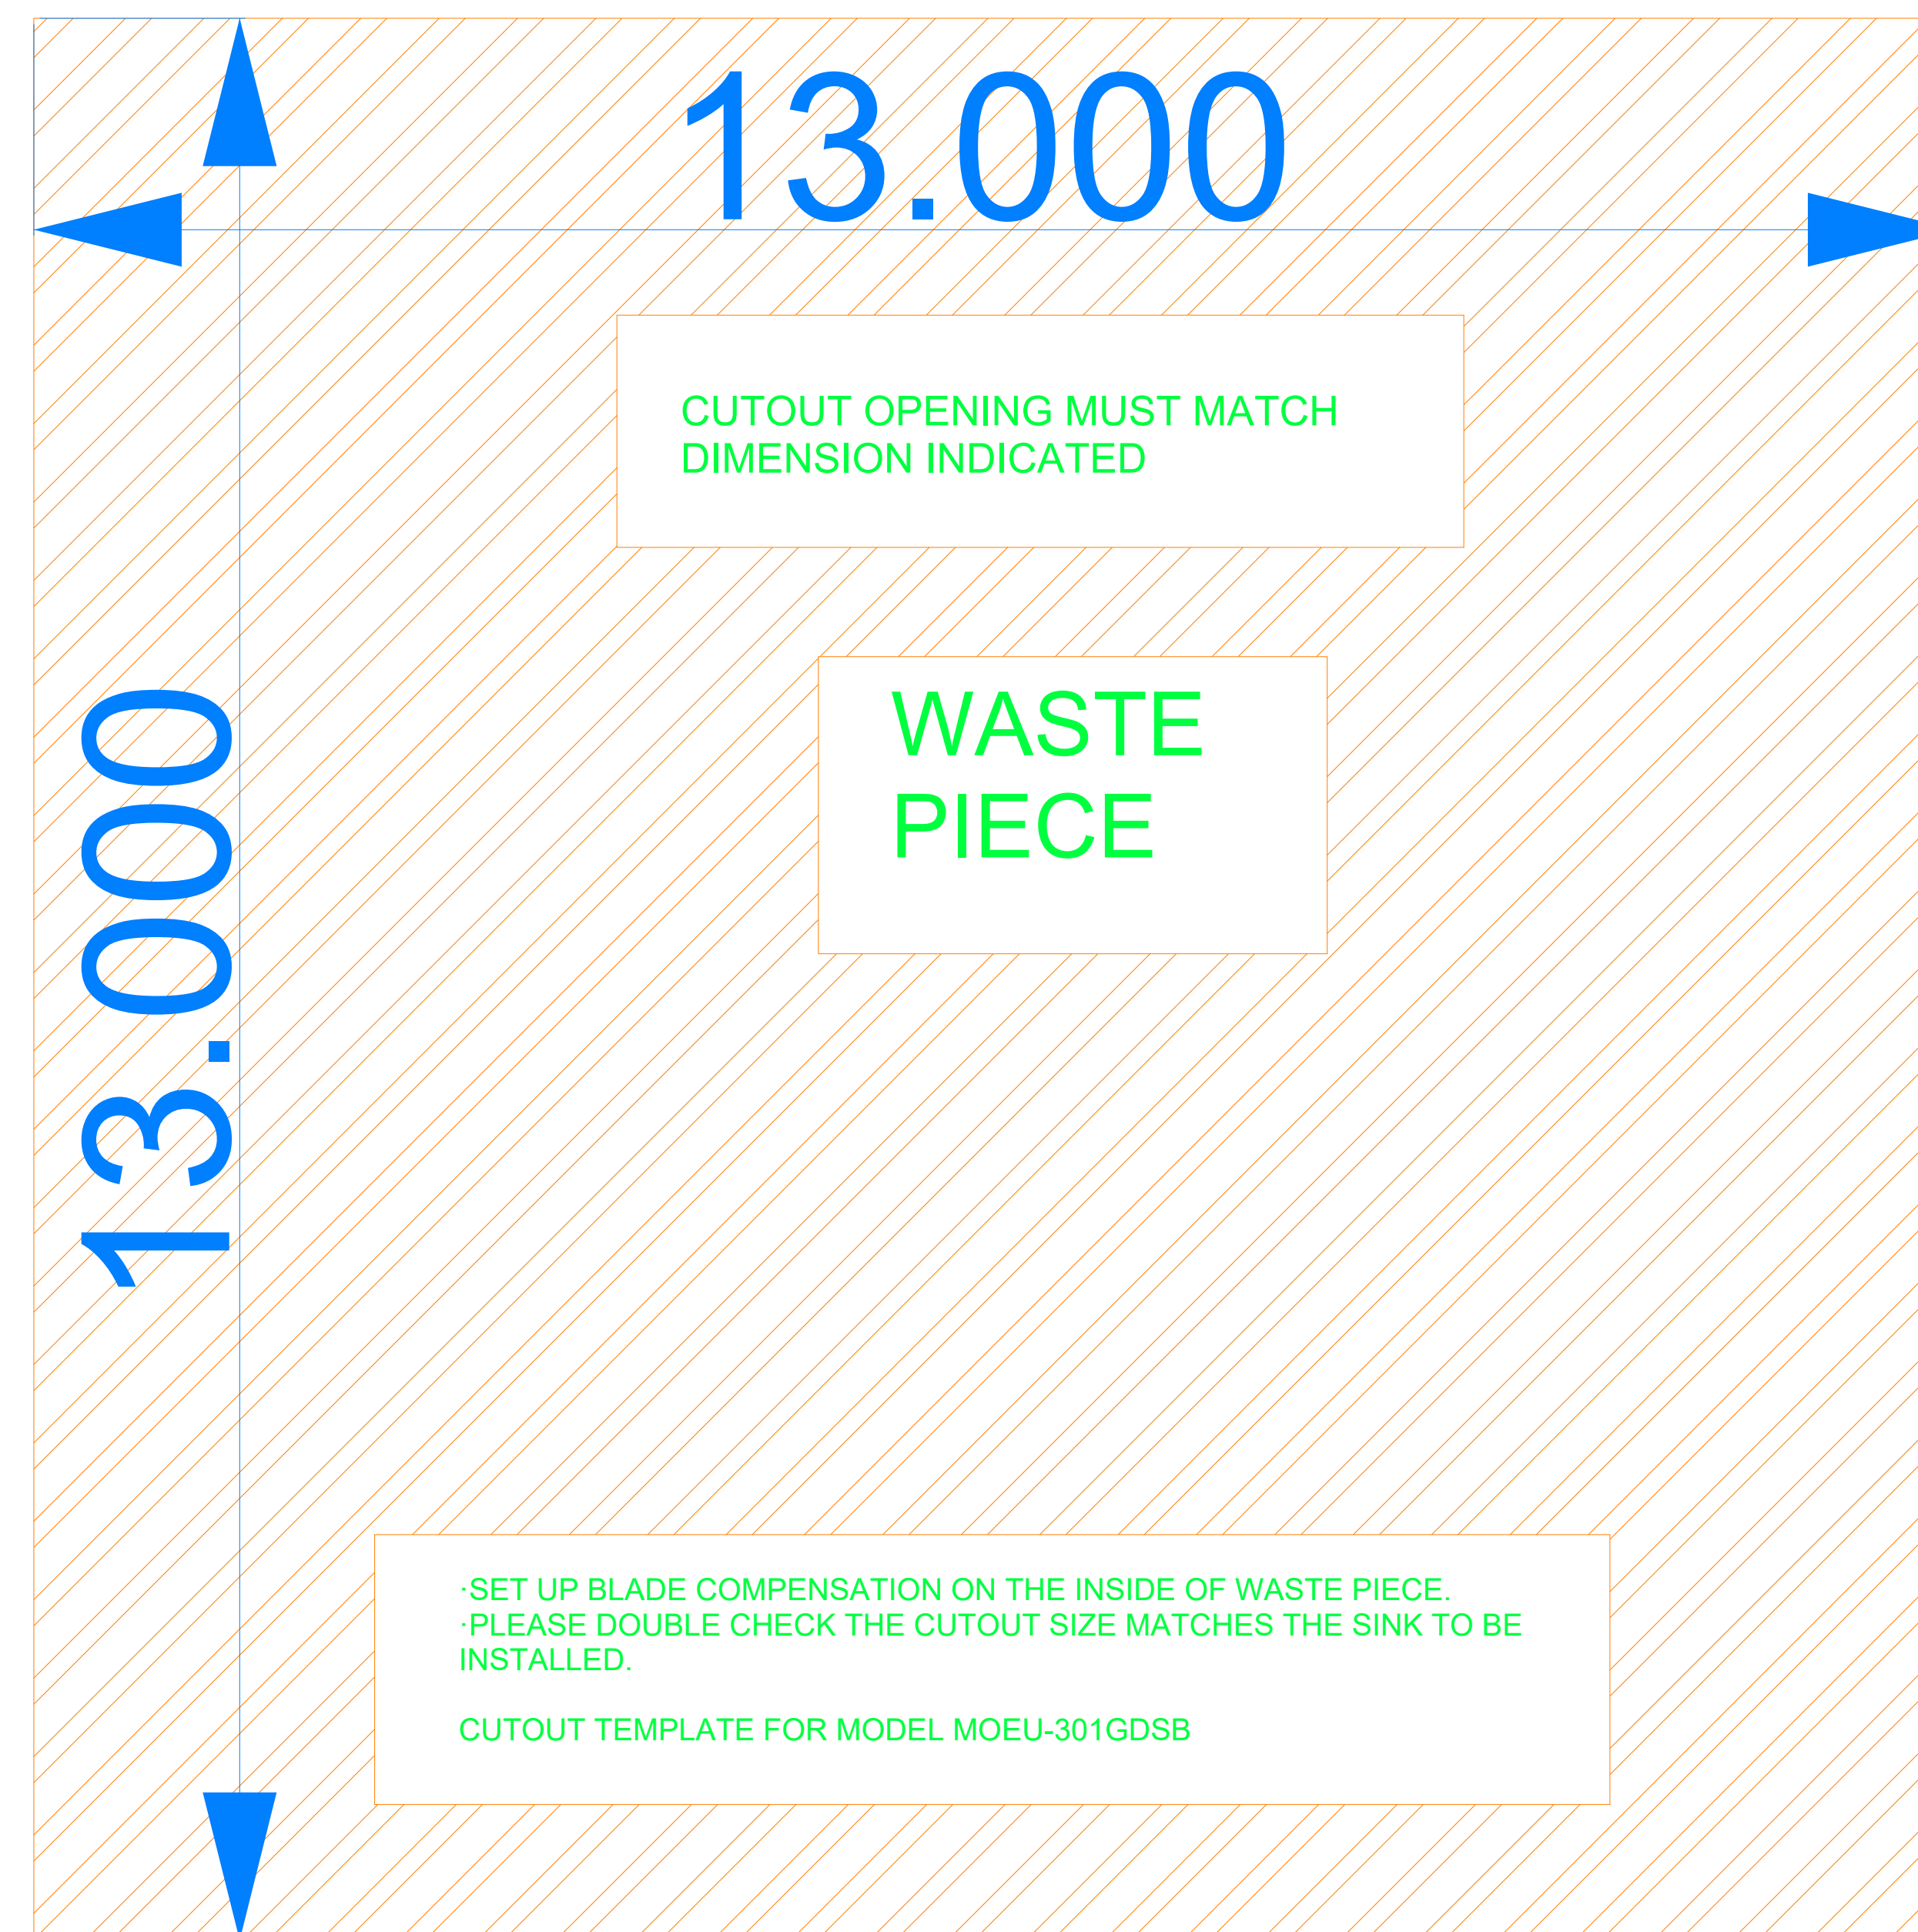 13.000
CUTOUT OPENING MUST MATCH
DIMENSION INDICATED
WASTE
PIECE
13.000
·SET UP BLADE COMPENSATION ON THE INSIDE OF WASTE PIECE.
·PLEASE DOUBLE CHECK THE CUTOUT SIZE MATCHES THE SINK TO BE
INSTALLED.
CUTOUT TEMPLATE FOR MODEL MOEU-301GDSB